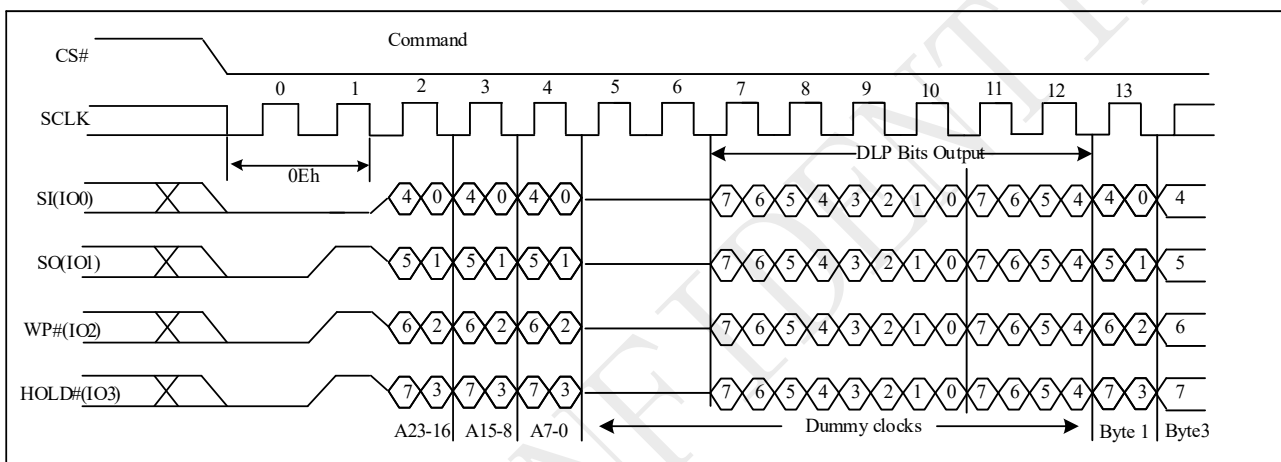 Command
CS#
0 1 2 3 4 5 6 7 8 9 10 11 12 13
SCLK
0Eh
DLP Bits Output
SI(IO0) 4 0 4 0 4 0 7 6 5 4 3 2 1 0 7 6 5 4 4 0 4
SO(IO1) 5 1 5 1 5 1 7 6 5 4 3 2 1 0 7 6 5 4 5 1 5
WP#(IO2) 6 2 6 2 6 2 7 6 5 4 3 2 1 0 7 6 5 4 6 2 6
HOLD#(IO3) 7 3 7 3 7 3 7 6 5 4 3 2 1 0 7 6 5 4 7 3 7
A23-16 A15-8 A7-0 Dummy clocks Byte 1 Byte3